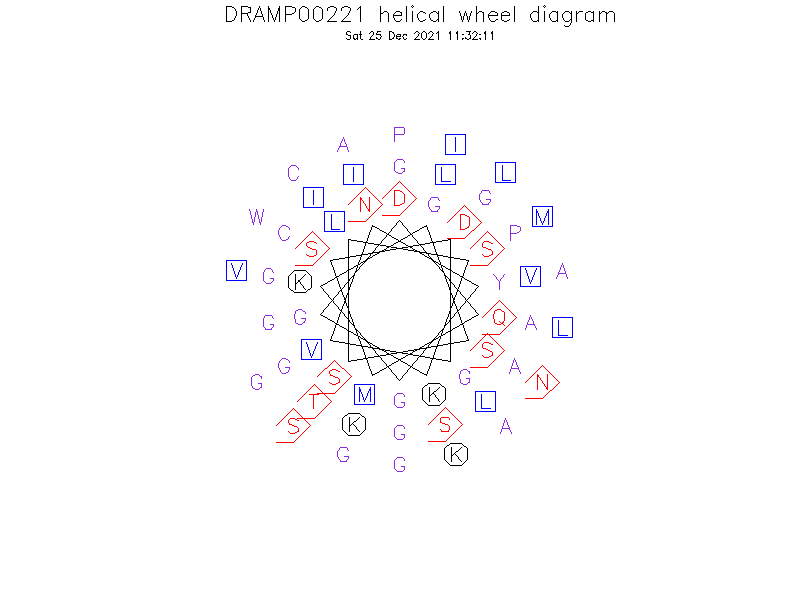 DRAMP00221 helical wheel diagram
Sat 25 Dec 2021 11:32:11
A P I
C I G L L
I N D G G
W L D M
C S S P
V G K Y V A
G G Q A L
V S
G A
G S G N
T M G K L
S K G S A
G G K